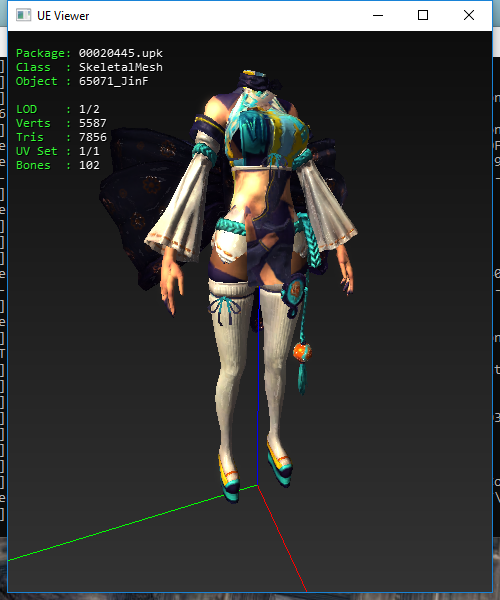 UE Viewer
Package: 00020445.upk
Class : SkeletalMesh
Object : 65071_JinF
LOD : 1/2
Verts : 5587
Tris : 7856
UV Set : 1/1
Bones : 102